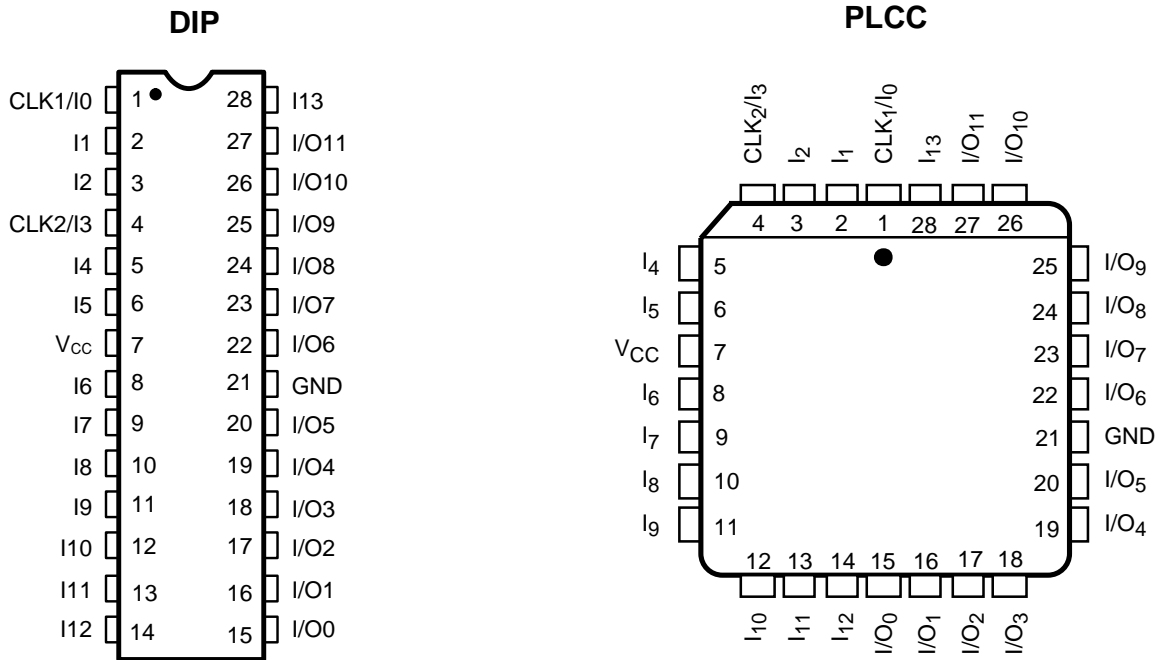 DIP
CLK1/I0 1 28 I13
I1 2 27 I/O11
I2 3 26 I/O10
CLK2/I3 4 25 I/O9
I4 5 24 I/O8
I5 6 23 I/O7
VCC 7 22 I/O6
I6 8 21 GND
I7 9 20 I/O5
I8 10 19 I/O4
I9 11 18 I/O3
I10 12 17 I/O2
I11 13 16 I/O1
I12 14 15 I/O0
PLCC
CLK2/I3 I2 I1 CLK1/I0 I13 I/O11 I/O10
4 3 2 1 28 27 26
I4 5 25 I/O9
I5 6 24 I/O8
VCC 7 23 I/O7
I6 8 22 I/O6
I7 9 21 GND
I8 10 20 I/O5
I9 11 19 I/O4
12 13 14 15 16 17 18
I10 I11 I12 I/O0 I/O1 I/O2 I/O3